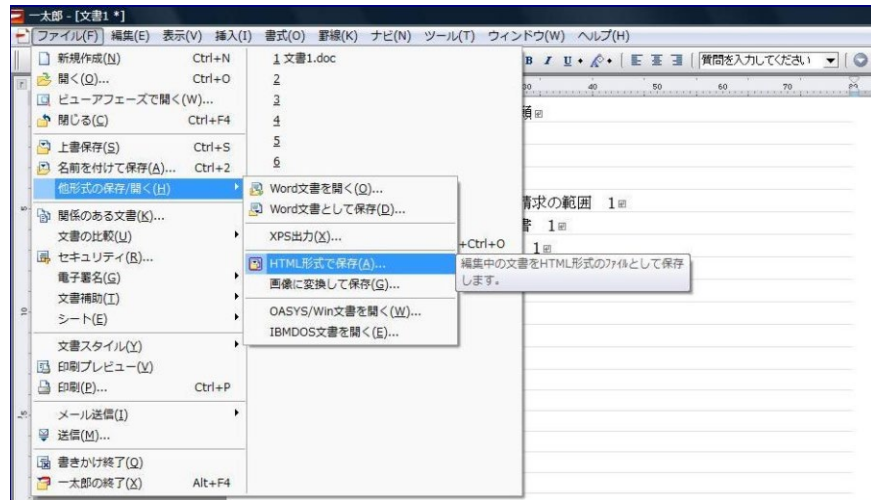 一太郎 - [文書1 *]
ファイル(F) 編集(E) 表示(V) 挿入(I) 書式(O) 罫線(K) ナビ(N) ツール(T) ウィンドウ(W) ヘルプ(H)
B I U 質問を入力してください
新規作成(N) Ctrl+N
開く(O)... Ctrl+O
ビューアフェーズで開く(W)...
閉じる(C) Ctrl+F4
上書保存(S) Ctrl+S
名前を付けて保存(A)... Ctrl+2
他形式の保存/開く(H)
関係のある文書(K)...
文書の比較(U)
セキュリティ(R)...
電子署名(G)
文書補助(T)
シート(E)
文書スタイル(Y)
印刷プレビュー(V)
印刷(P)... Ctrl+P
メール送信(I)
送信(M)...
書きかけ終了(Q)
一太郎の終了(X) Alt+F4
1 文書1.doc
2
3
4
5
6
Word文書を開く(O)...
Word文書として保存(D)...
XPS出力(X)...
HTML形式で保存(A)...
画像に変換して保存(G)...
OASYS/Win文書を開く(W)...
IBMDOS文書を開く(E)...
+Ctrl+O
編集中の文書をHTML形式のファイルとして保存
します。
40 50 60 70
請求の範囲 1
書 1
1